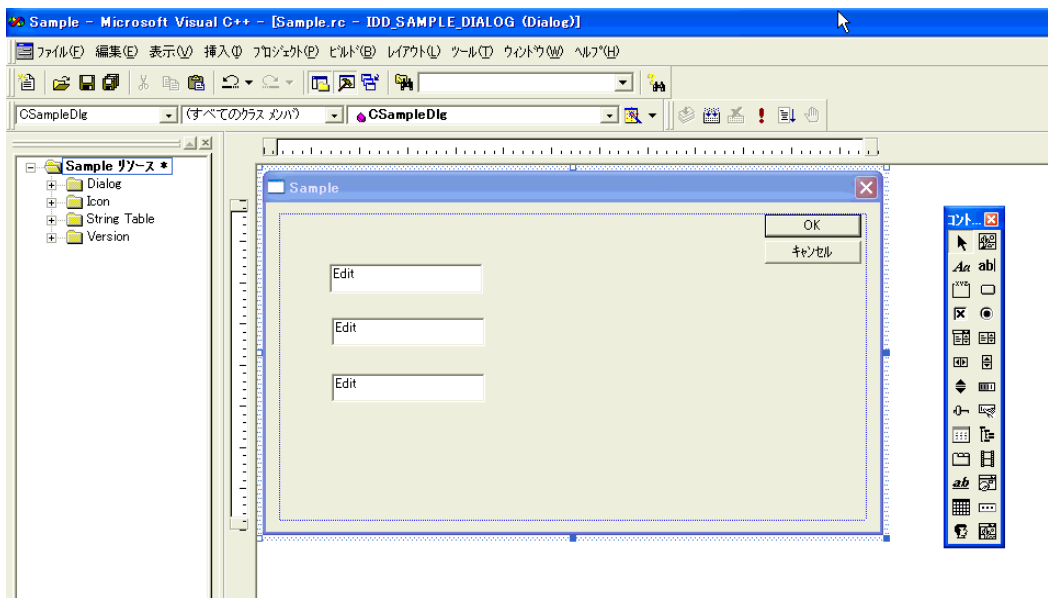 Sample - Microsoft Visual C++ - [Sample.rc - IDD_SAMPLE_DIALOG (Dialog)]
ファイル(F) 編集(E) 表示(V) 挿入(I) プロジェクト(P) ビルド(B) レイアウト(L) ツール(T) ウィンドウ(W) ヘルプ(H)
CSampleDlg (すべてのクラス メンバ) CSampleDlg
Sample リソース *
Dialog
Icon
String Table
Version
Sample
OK
キャンセル
Edit
Edit
Edit
コント...
Aa ab|
XYZ
ab